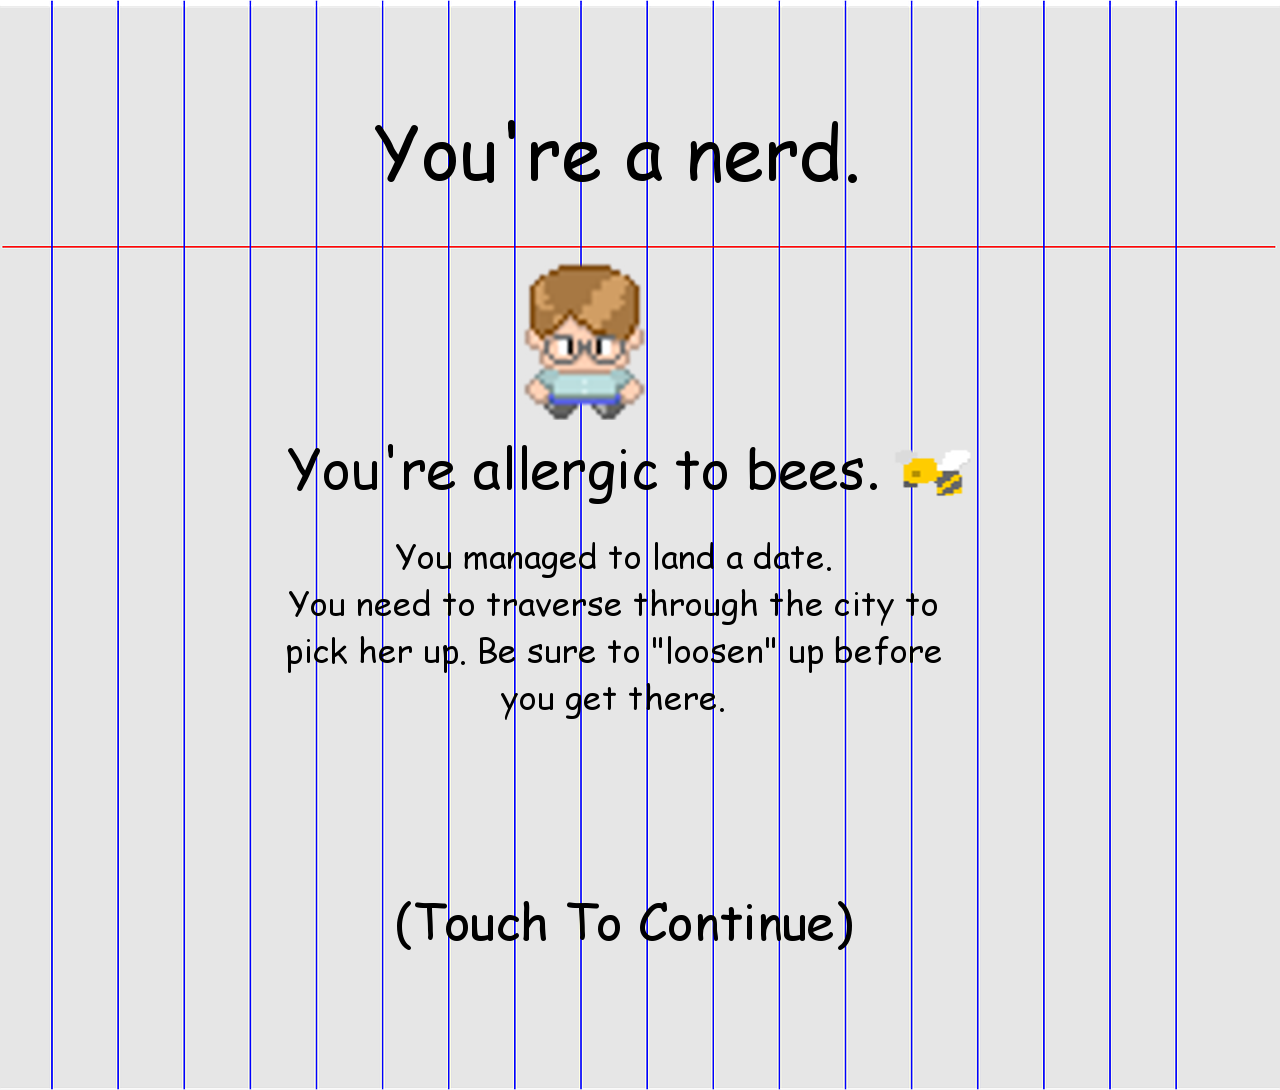 You're a nerd.
You're allergic to bees.
You managed to land a date.
You need to traverse through the city to
pick her up. Be sure to "loosen" up before
you get there.
(Touch To Continue)